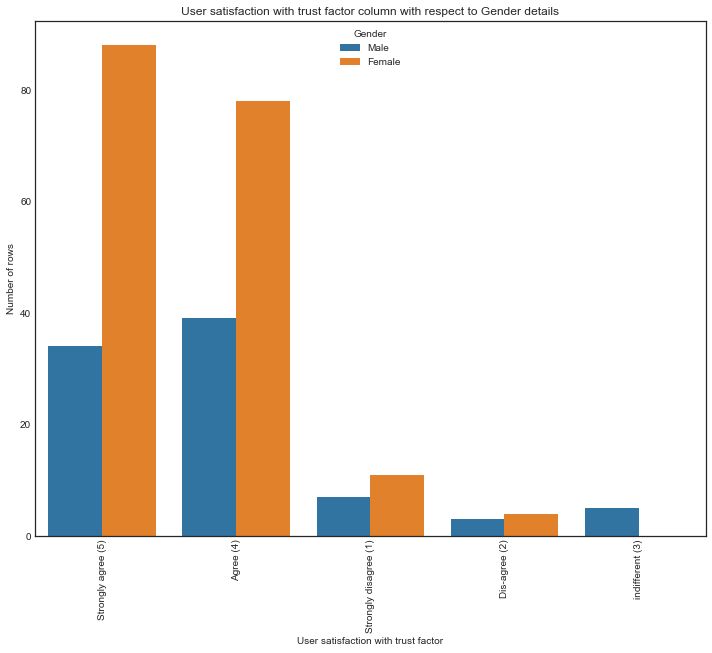 User satisfaction with trust factor column with respect to Gender details
Gender
Male
Female
80
60
40
20
0
Number of rows
Strongly agree (5)
Agree (4)
Strongly disagree (1)
Dis-agree (2)
indifferent (3)
User satisfaction with trust factor